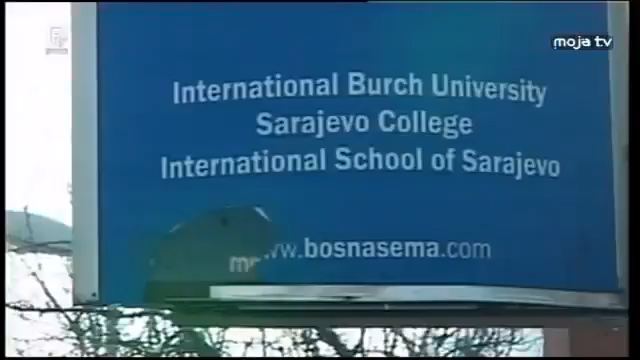 moja tv
International Burch University
Sarajevo College
International School of Sarajevo
www.bosnasema.com